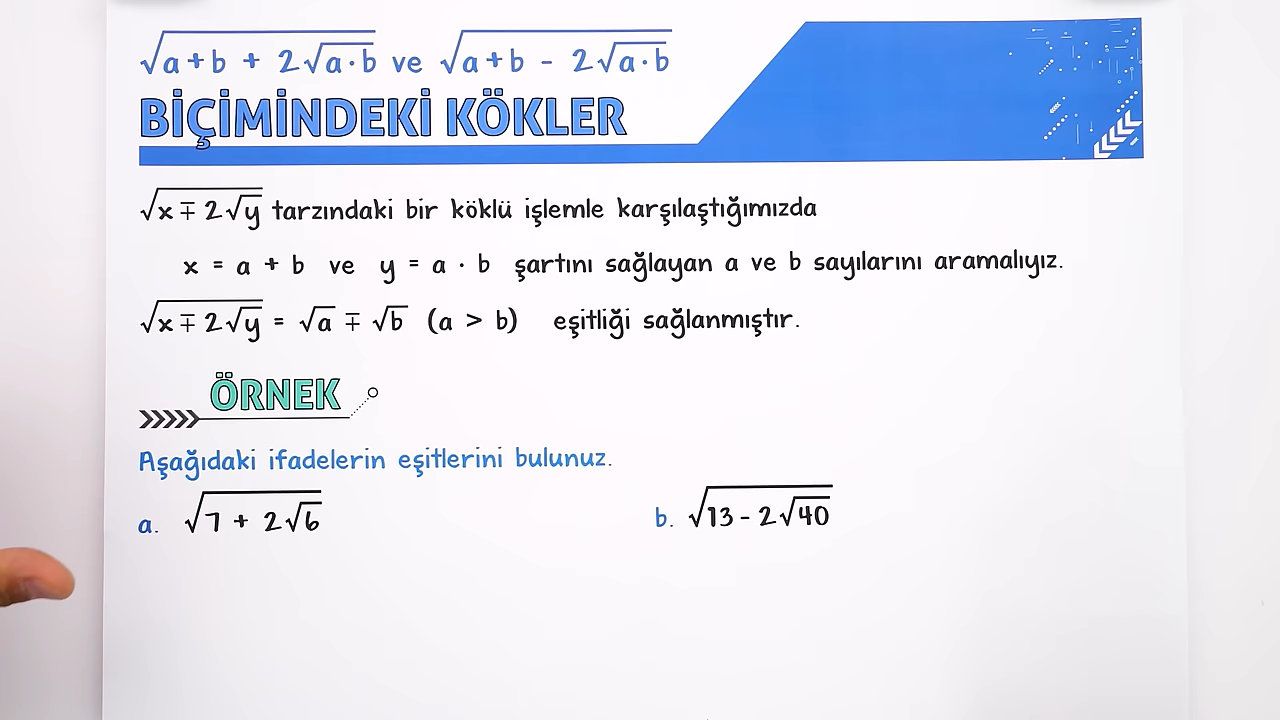 √(a+b + 2√(a·b)) ve √(a+b - 2√(a·b))
BİÇİMİNDEKİ KÖKLER
√(x ∓ 2√y) tarzındaki bir köklü işlemle karşılaştığımızda
x = a + b ve y = a · b şartını sağlayan a ve b sayılarını aramalıyız.
√(x ∓ 2√y) = √a ∓ √b (a > b) eşitliği sağlanmıştır.
ÖRNEK
Aşağıdaki ifadelerin eşitlerini bulunuz.
a. √(7 + 2√6)
b. √(13 - 2√40)